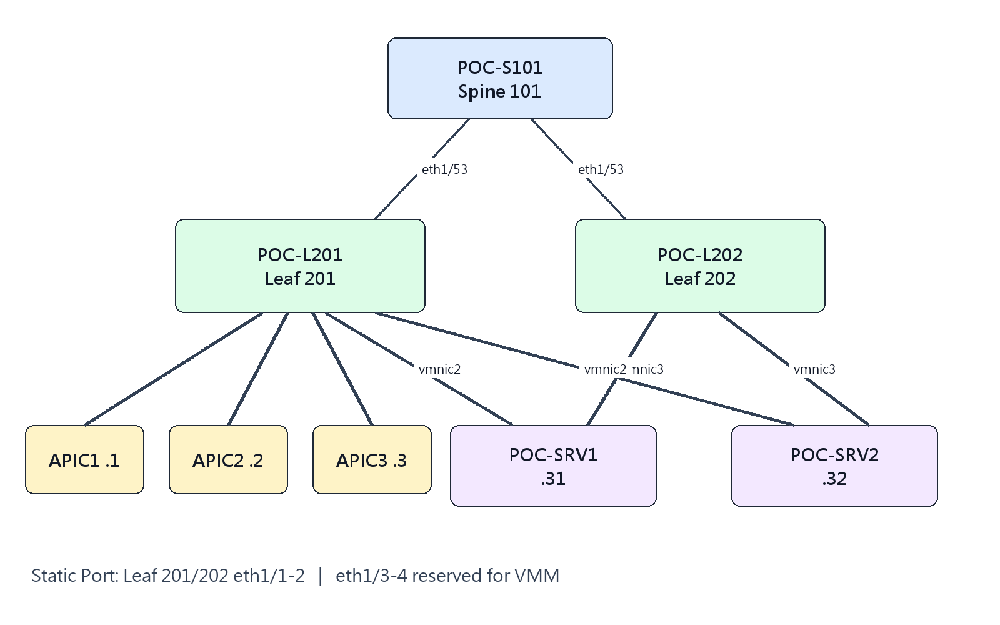 POC-S101
Spine 101
eth1/53
eth1/53
POC-L201
Leaf 201
POC-L202
Leaf 202
vmnic2
vmnic2
nnic3
vmnic3
APIC1 .1
APIC2 .2
APIC3 .3
POC-SRV1
.31
POC-SRV2
.32
Static Port: Leaf 201/202 eth1/1-2 | eth1/3-4 reserved for VMM